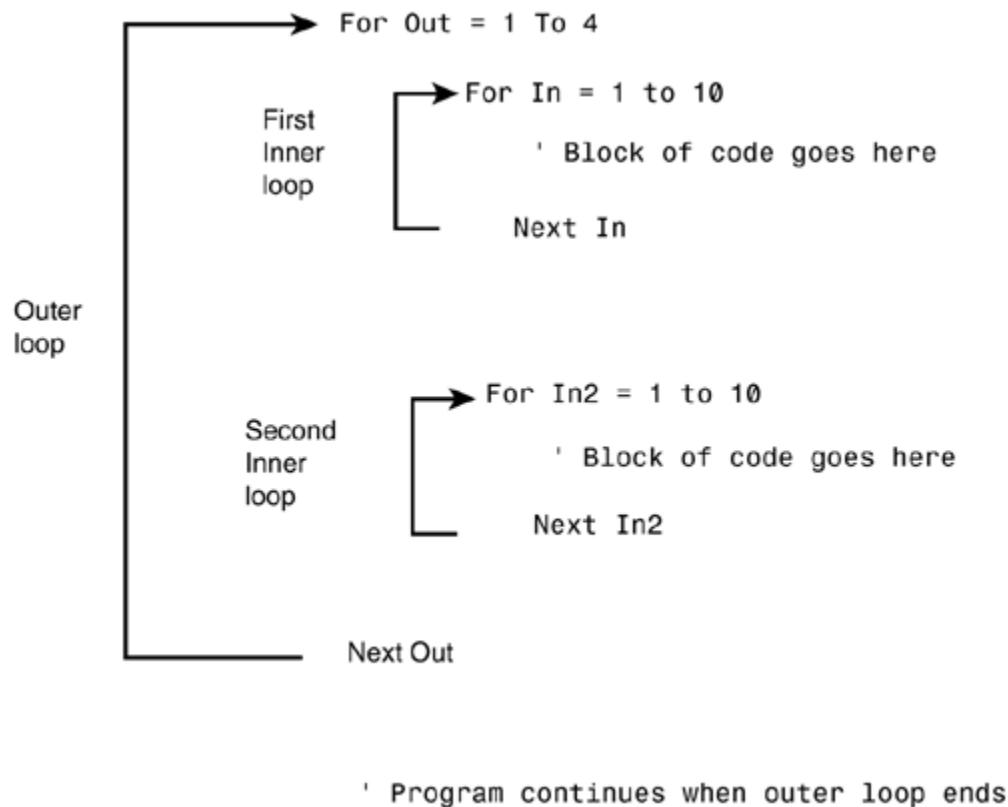 For Out = 1 To 4
For In = 1 to 10
First
Inner
loop
' Block of code goes here
Next In
Outer
loop
For In2 = 1 to 10
Second
Inner
loop
' Block of code goes here
Next In2
Next Out
' Program continues when outer loop ends